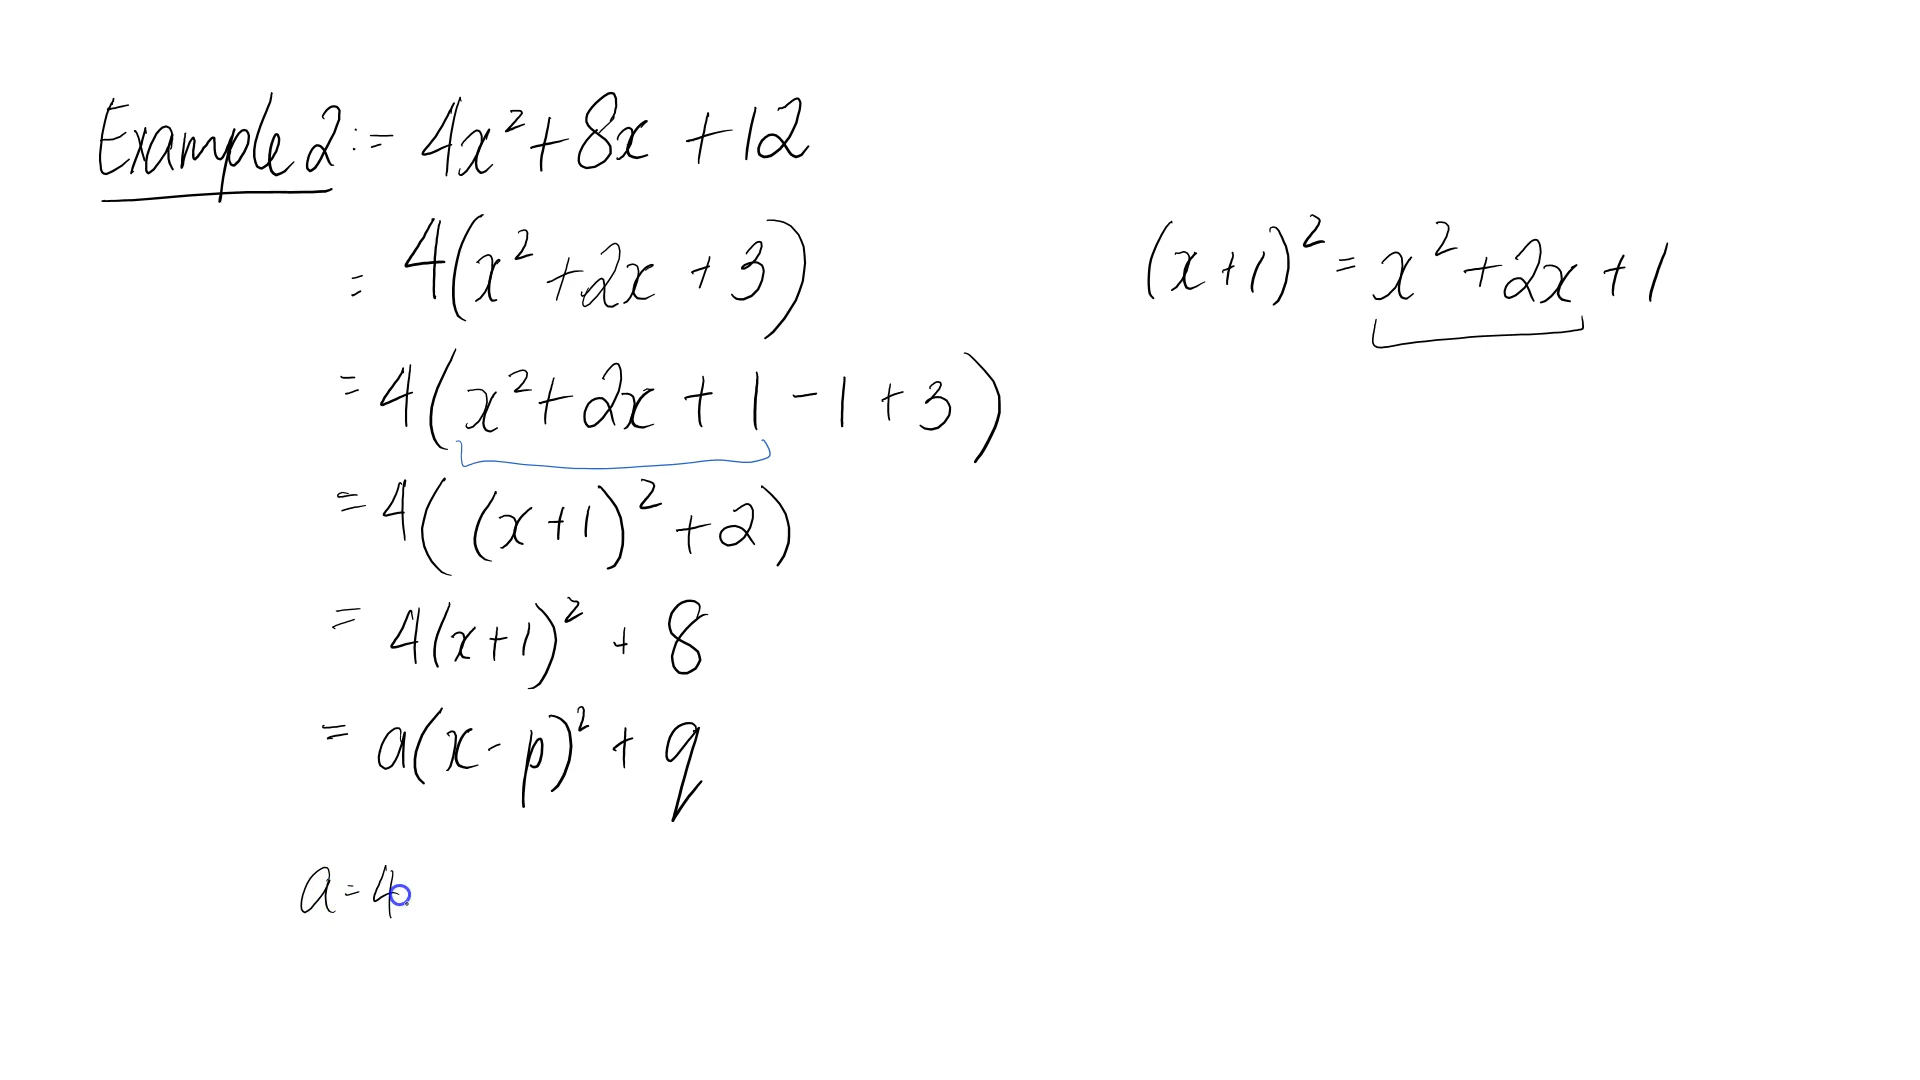 Example 2 := 4x² + 8x + 12
= 4(x² + 2x + 3)
(x+1)² = x² + 2x + 1
= 4(x² + 2x + 1 - 1 + 3)
= 4((x+1)² + 2)
= 4(x+1)² + 8
= a(x-p)² + q
a = 4